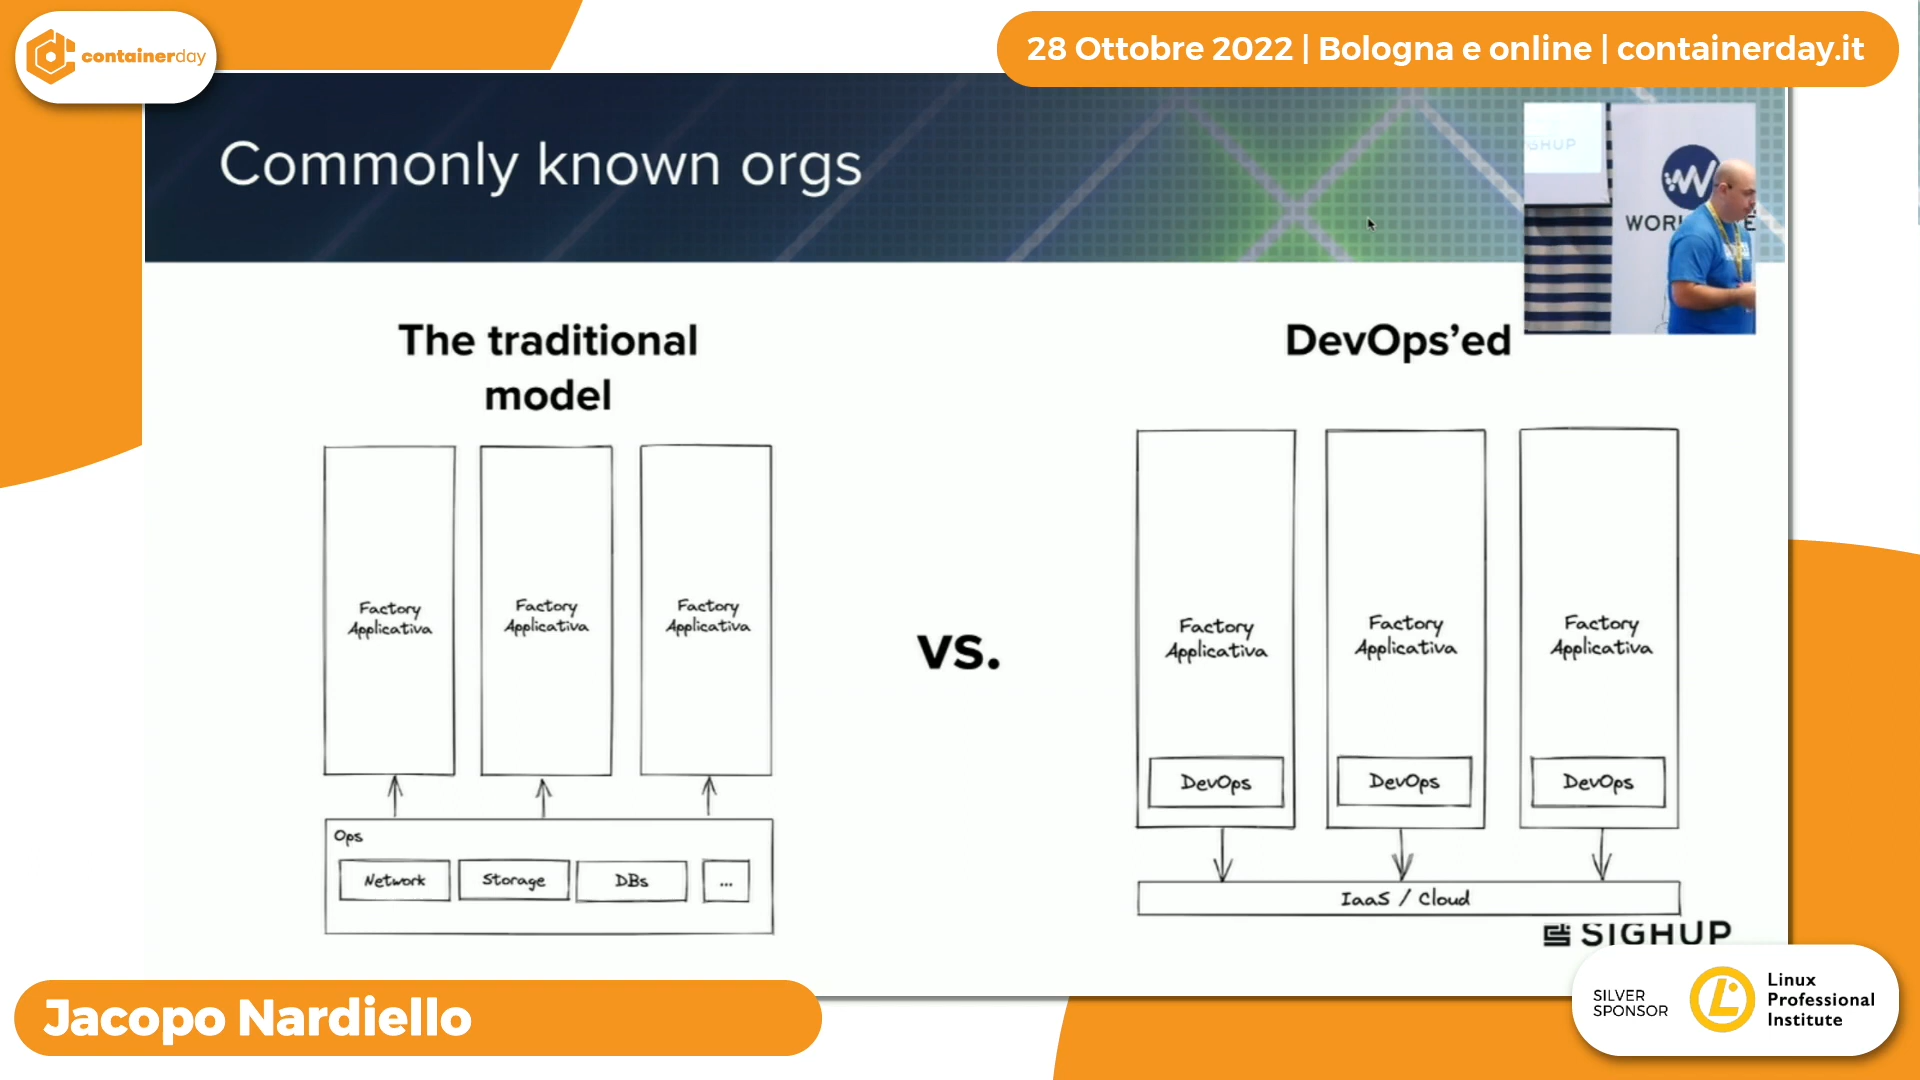 containerday
28 Ottobre 2022 | Bologna e online | containerday.it
Commonly known orgs
SIGHUP
W
The traditional
model
DevOps'ed
Factory
Applicativa
Factory
Applicativa
Factory
Applicativa
vs.
Factory
Applicativa
Factory
Applicativa
Factory
Applicativa
DevOps
DevOps
DevOps
Ops
Network
Storage
DBs
...
IaaS / Cloud
SIGHUP
Jacopo Nardiello
SILVER
SPONSOR
Linux
Professional
Institute